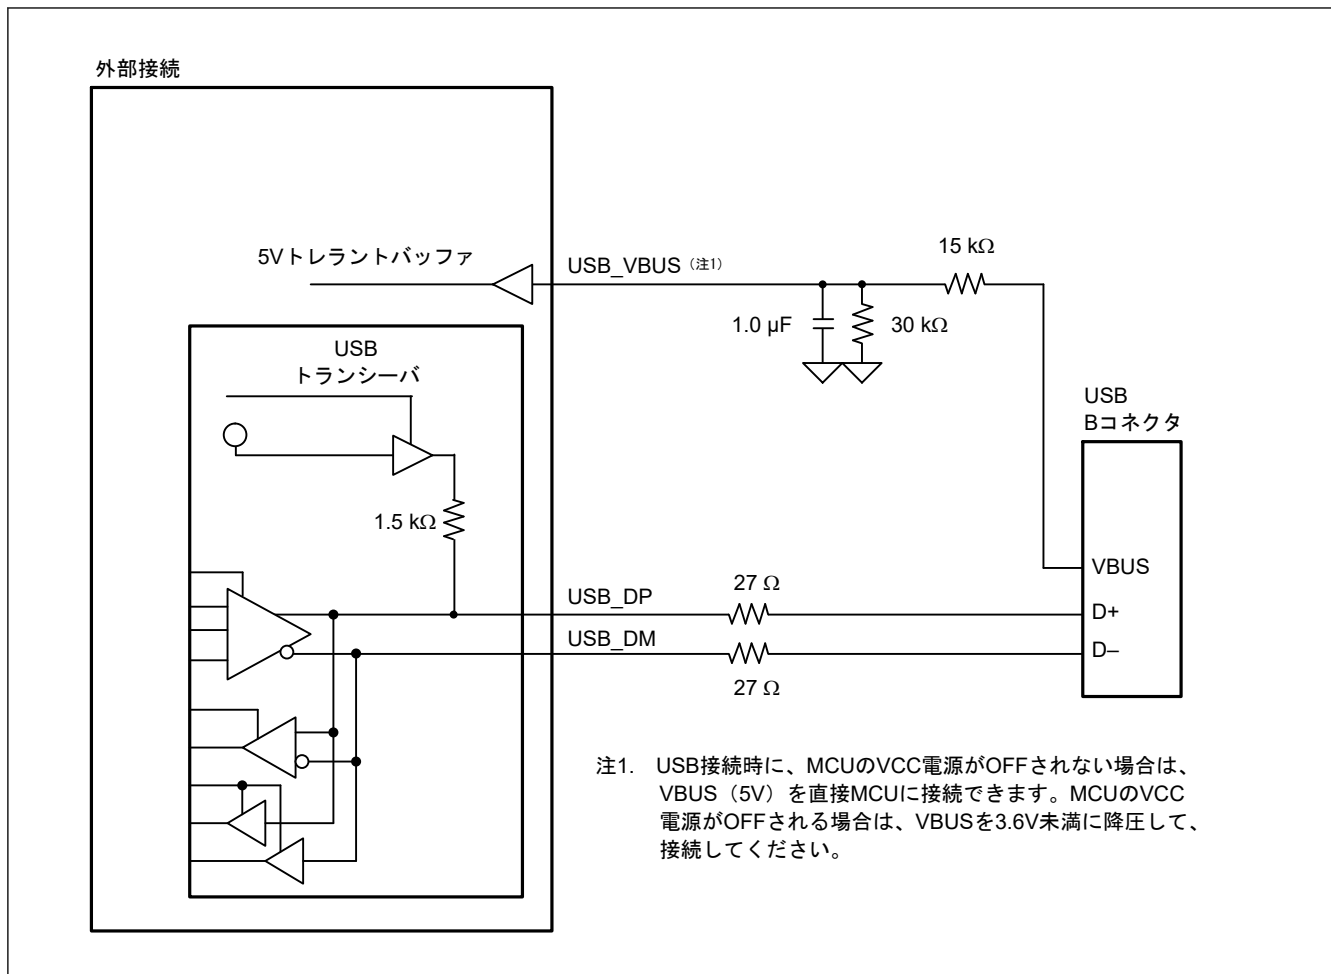 外部接続
5Vトレラントバッファ
USB_VBUS（注1）
15 kΩ
1.0 µF
30 kΩ
USB
トランシーバ
USB
Bコネクタ
1.5 kΩ
VBUS
USB_DP
27 Ω
D+
USB_DM
D–
27 Ω
注1. USB接続時に、MCUのVCC電源がOFFされない場合は、
VBUS（5V）を直接MCUに接続できます。MCUのVCC
電源がOFFされる場合は、VBUSを3.6V未満に降圧して、
接続してください。